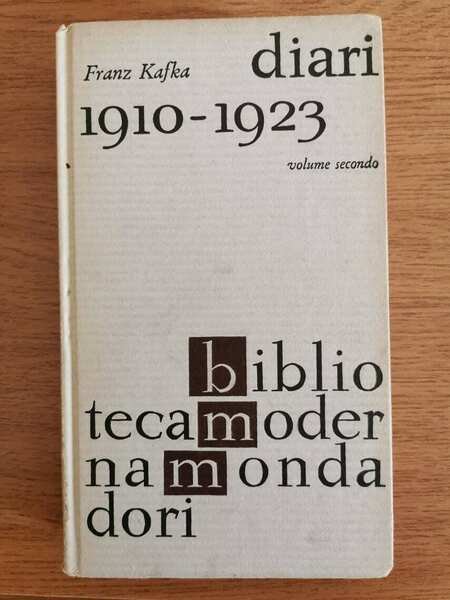 Franz Kafka diari
1910-1923
volume secondo
biblio
tecamoder
namonda
dori